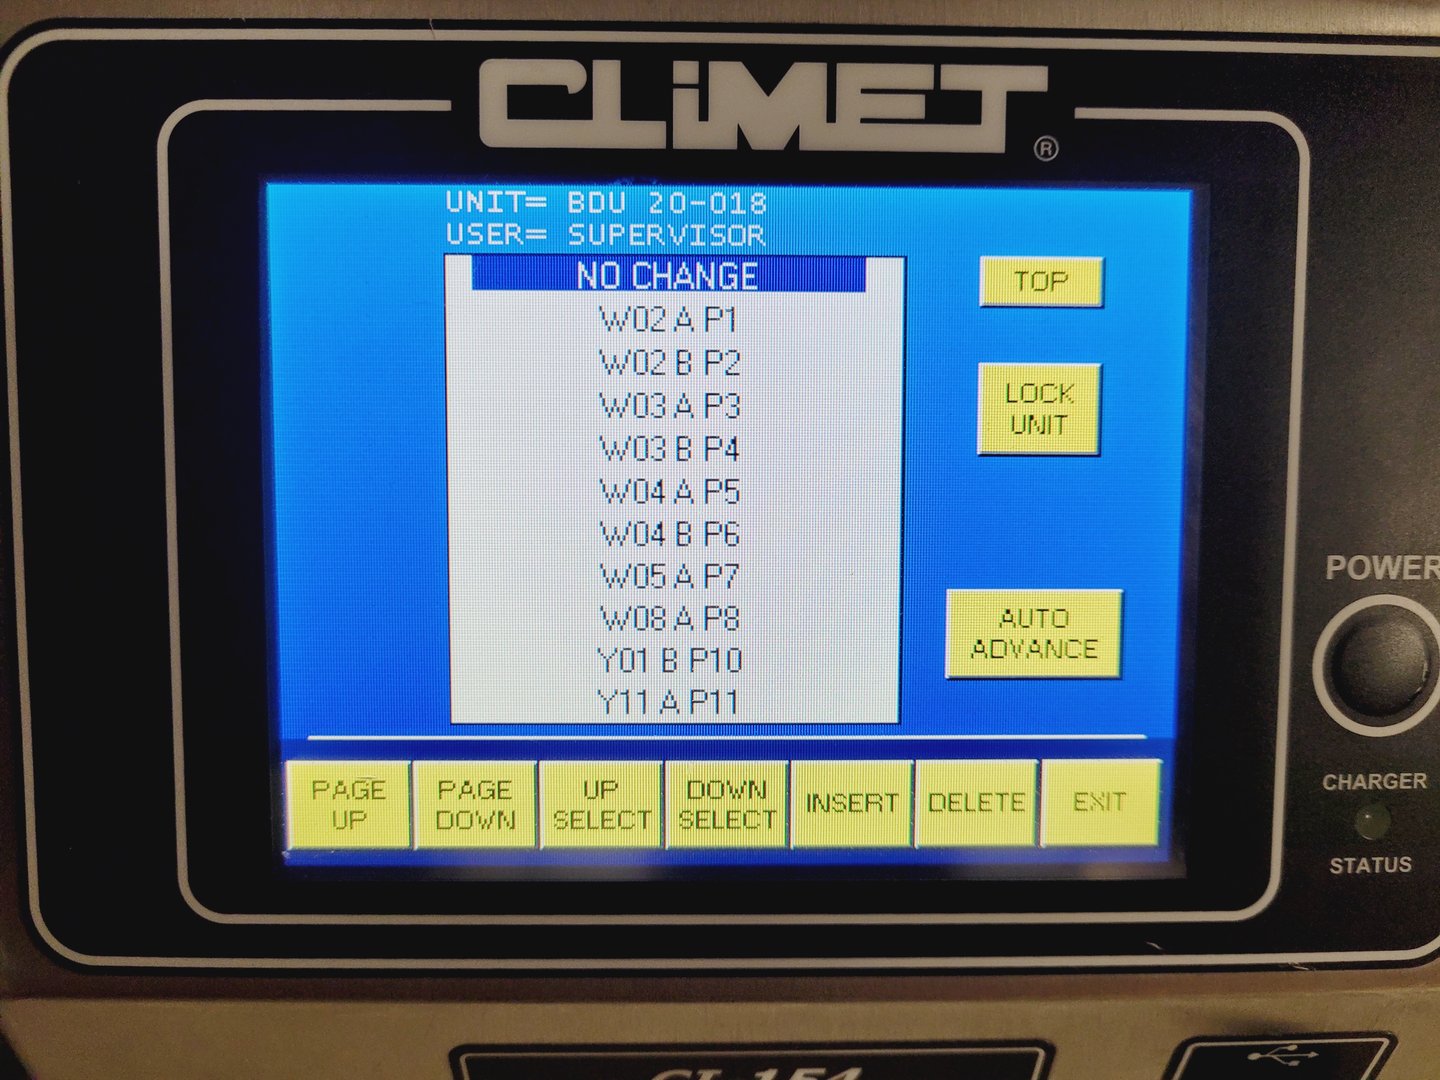 CLiMET
®
UNIT= BDU 20-018
USER= SUPERVISOR
NO CHANGE
W02 A P1
W02 B P2
W03 A P3
W03 B P4
W04 A P5
W04 B P6
W05 A P7
W08 A P8
Y01 B P10
Y11 A P11
TOP
LOCK
UNIT
AUTO
ADVANCE
PAGE
UP
PAGE
DOWN
UP
SELECT
DOWN
SELECT
INSERT
DELETE
EXIT
POWER
CHARGER
STATUS